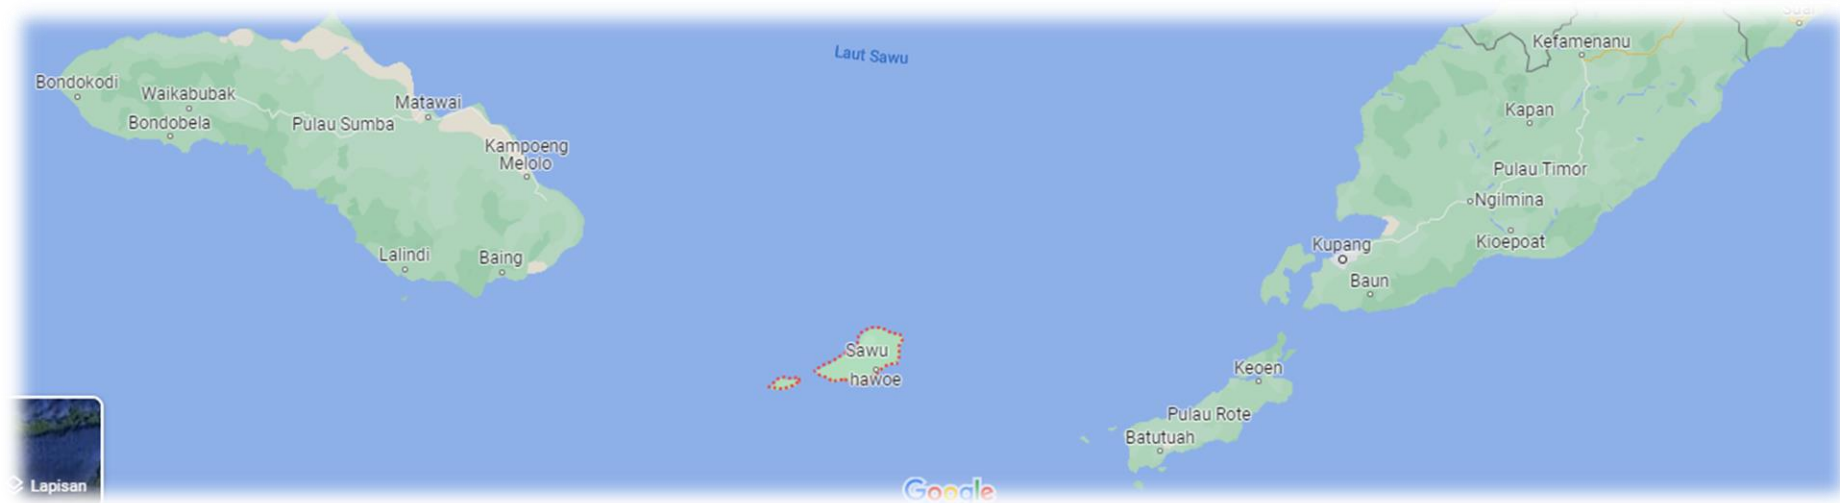 Laut Sawu
Bondokodi
Waikabubak
Bondobela
Pulau Sumba
Matawai
Kampoeng
Melolo
Lalindi
Baing
Sawu
hawoe
Kefamenanu
Kapan
Pulau Timor
Ngilmina
Kupang
Kioepoat
Baun
Keoen
Pulau Rote
Batutuah
Lapisan
Google